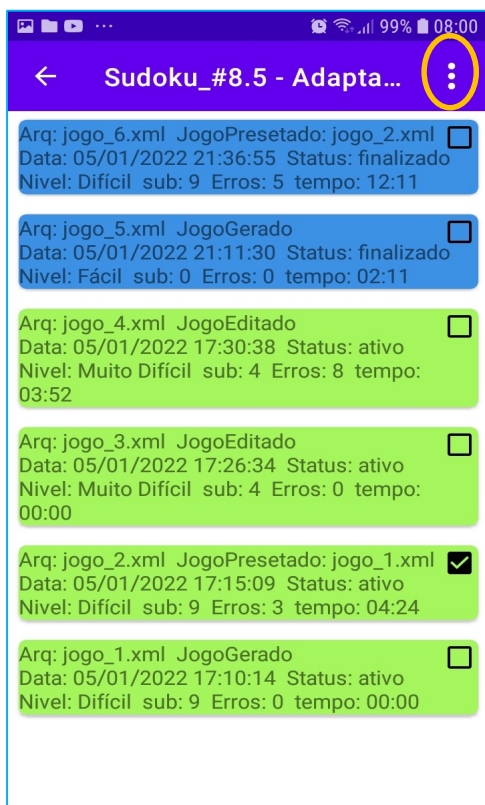 99% 08:00
Sudoku_#8.5 - Adapta...
Arq: jogo_6.xml JogoPresetado: jogo_2.xml
Data: 05/01/2022 21:36:55 Status: finalizado
Nivel: Difícil sub: 9 Erros: 5 tempo: 12:11
Arq: jogo_5.xml JogoGerado
Data: 05/01/2022 21:11:30 Status: finalizado
Nivel: Fácil sub: 0 Erros: 0 tempo: 02:11
Arq: jogo_4.xml JogoEditado
Data: 05/01/2022 17:30:38 Status: ativo
Nivel: Muito Difícil sub: 4 Erros: 8 tempo:
03:52
Arq: jogo_3.xml JogoEditado
Data: 05/01/2022 17:26:34 Status: ativo
Nivel: Muito Difícil sub: 4 Erros: 0 tempo:
00:00
Arq: jogo_2.xml JogoPresetado: jogo_1.xml
Data: 05/01/2022 17:15:09 Status: ativo
Nivel: Difícil sub: 9 Erros: 3 tempo: 04:24
Arq: jogo_1.xml JogoGerado
Data: 05/01/2022 17:10:14 Status: ativo
Nivel: Difícil sub: 9 Erros: 0 tempo: 00:00